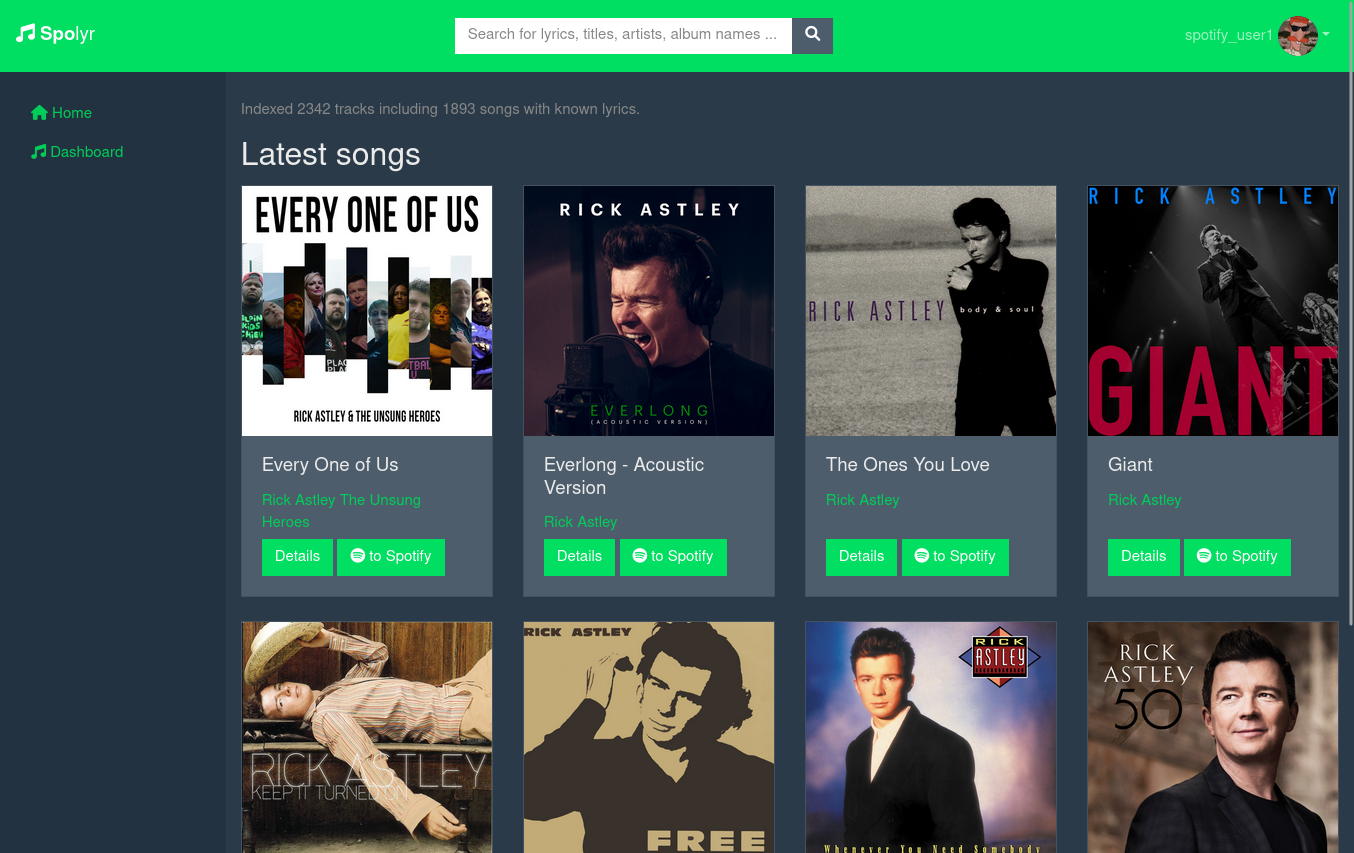 Spolyr
Search for lyrics, titles, artists, album names ...
spotify_user1
Home
Dashboard
Indexed 2342 tracks including 1893 songs with known lyrics.
Latest songs
EVERY ONE OF US
RICK ASTLEY & THE UNSUNG HEROES
Every One of Us
Rick Astley The Unsung
Heroes
Details
to Spotify
RICK ASTLEY
EVERLONG
(ACOUSTIC VERSION)
Everlong - Acoustic
Version
Rick Astley
Details
to Spotify
RICK ASTLEY
body & soul
The Ones You Love
Rick Astley
Details
to Spotify
RICK ASTLEY
GIANT
Giant
Rick Astley
Details
to Spotify
RICK ASTLEY
KEEP IT TURNED ON
RICK ASTLEY
FREE
RICK
ASTLEY
Whenever You Need Somebody
RICK
ASTLEY
50